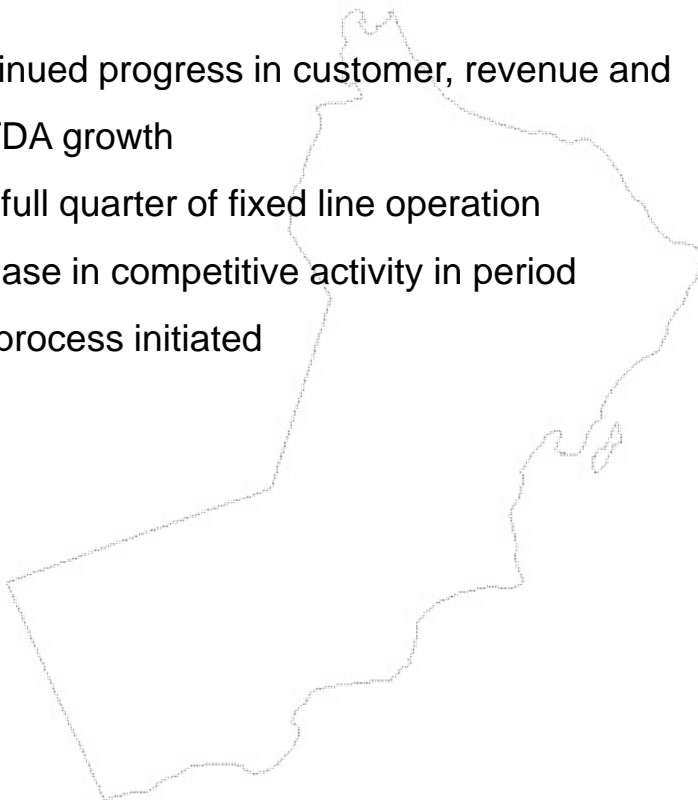 inued progress in customer, revenue and
TDA growth
full quarter of fixed line operation
ase in competitive activity in period
process initiated